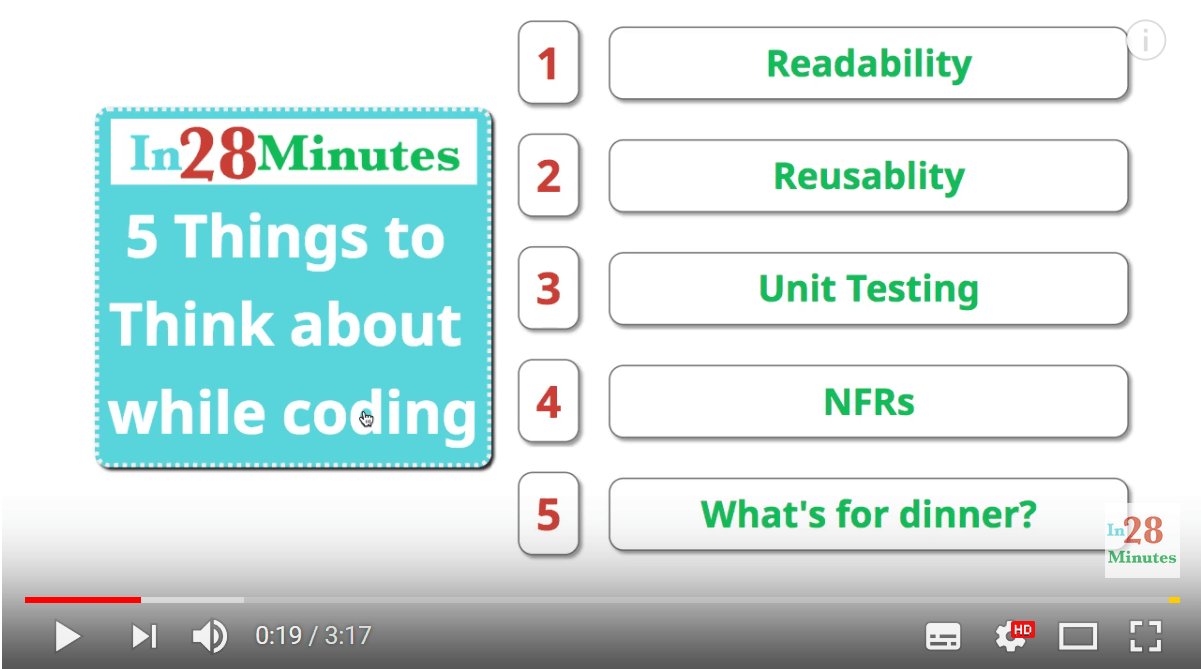 In28Minutes
5 Things to
Think about
while coding
1 Readability
2 Reusablity
3 Unit Testing
4 NFRs
5 What's for dinner?
In28
Minutes
0:19 / 3:17
HD
i